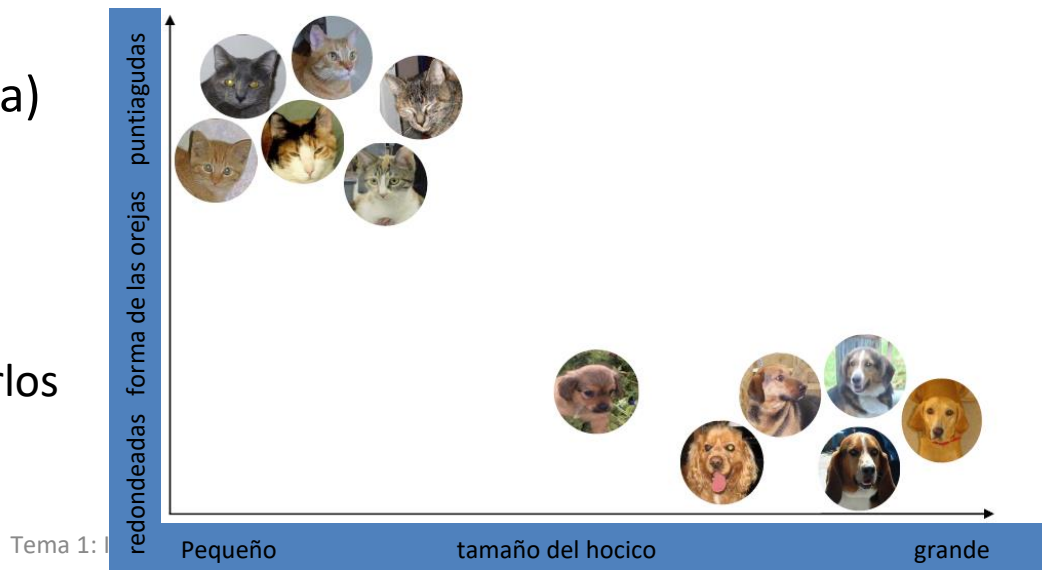 a)
rlos
puntiagudas
forma de las orejas
redondeadas
Pequeño
tamaño del hocico
grande
Tema 1: I